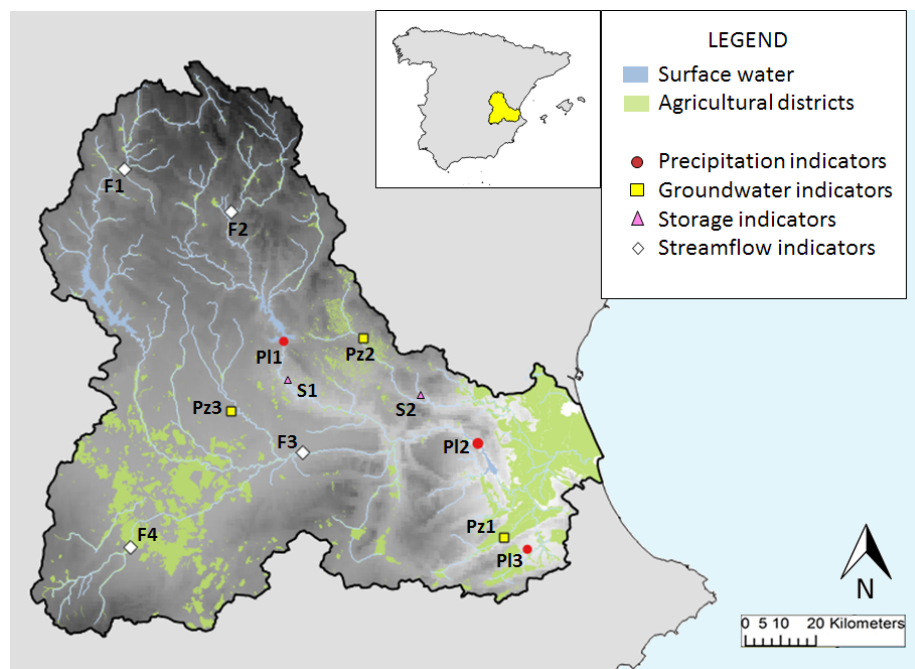 LEGEND
Surface water
Agricultural districts
Precipitation indicators
Groundwater indicators
Storage indicators
Streamflow indicators
F1
F2
Pl1
Pz2
S1
S2
Pz3
F3
Pl2
Pz1
F4
Pl3
N
0 5 10 20 Kilometers